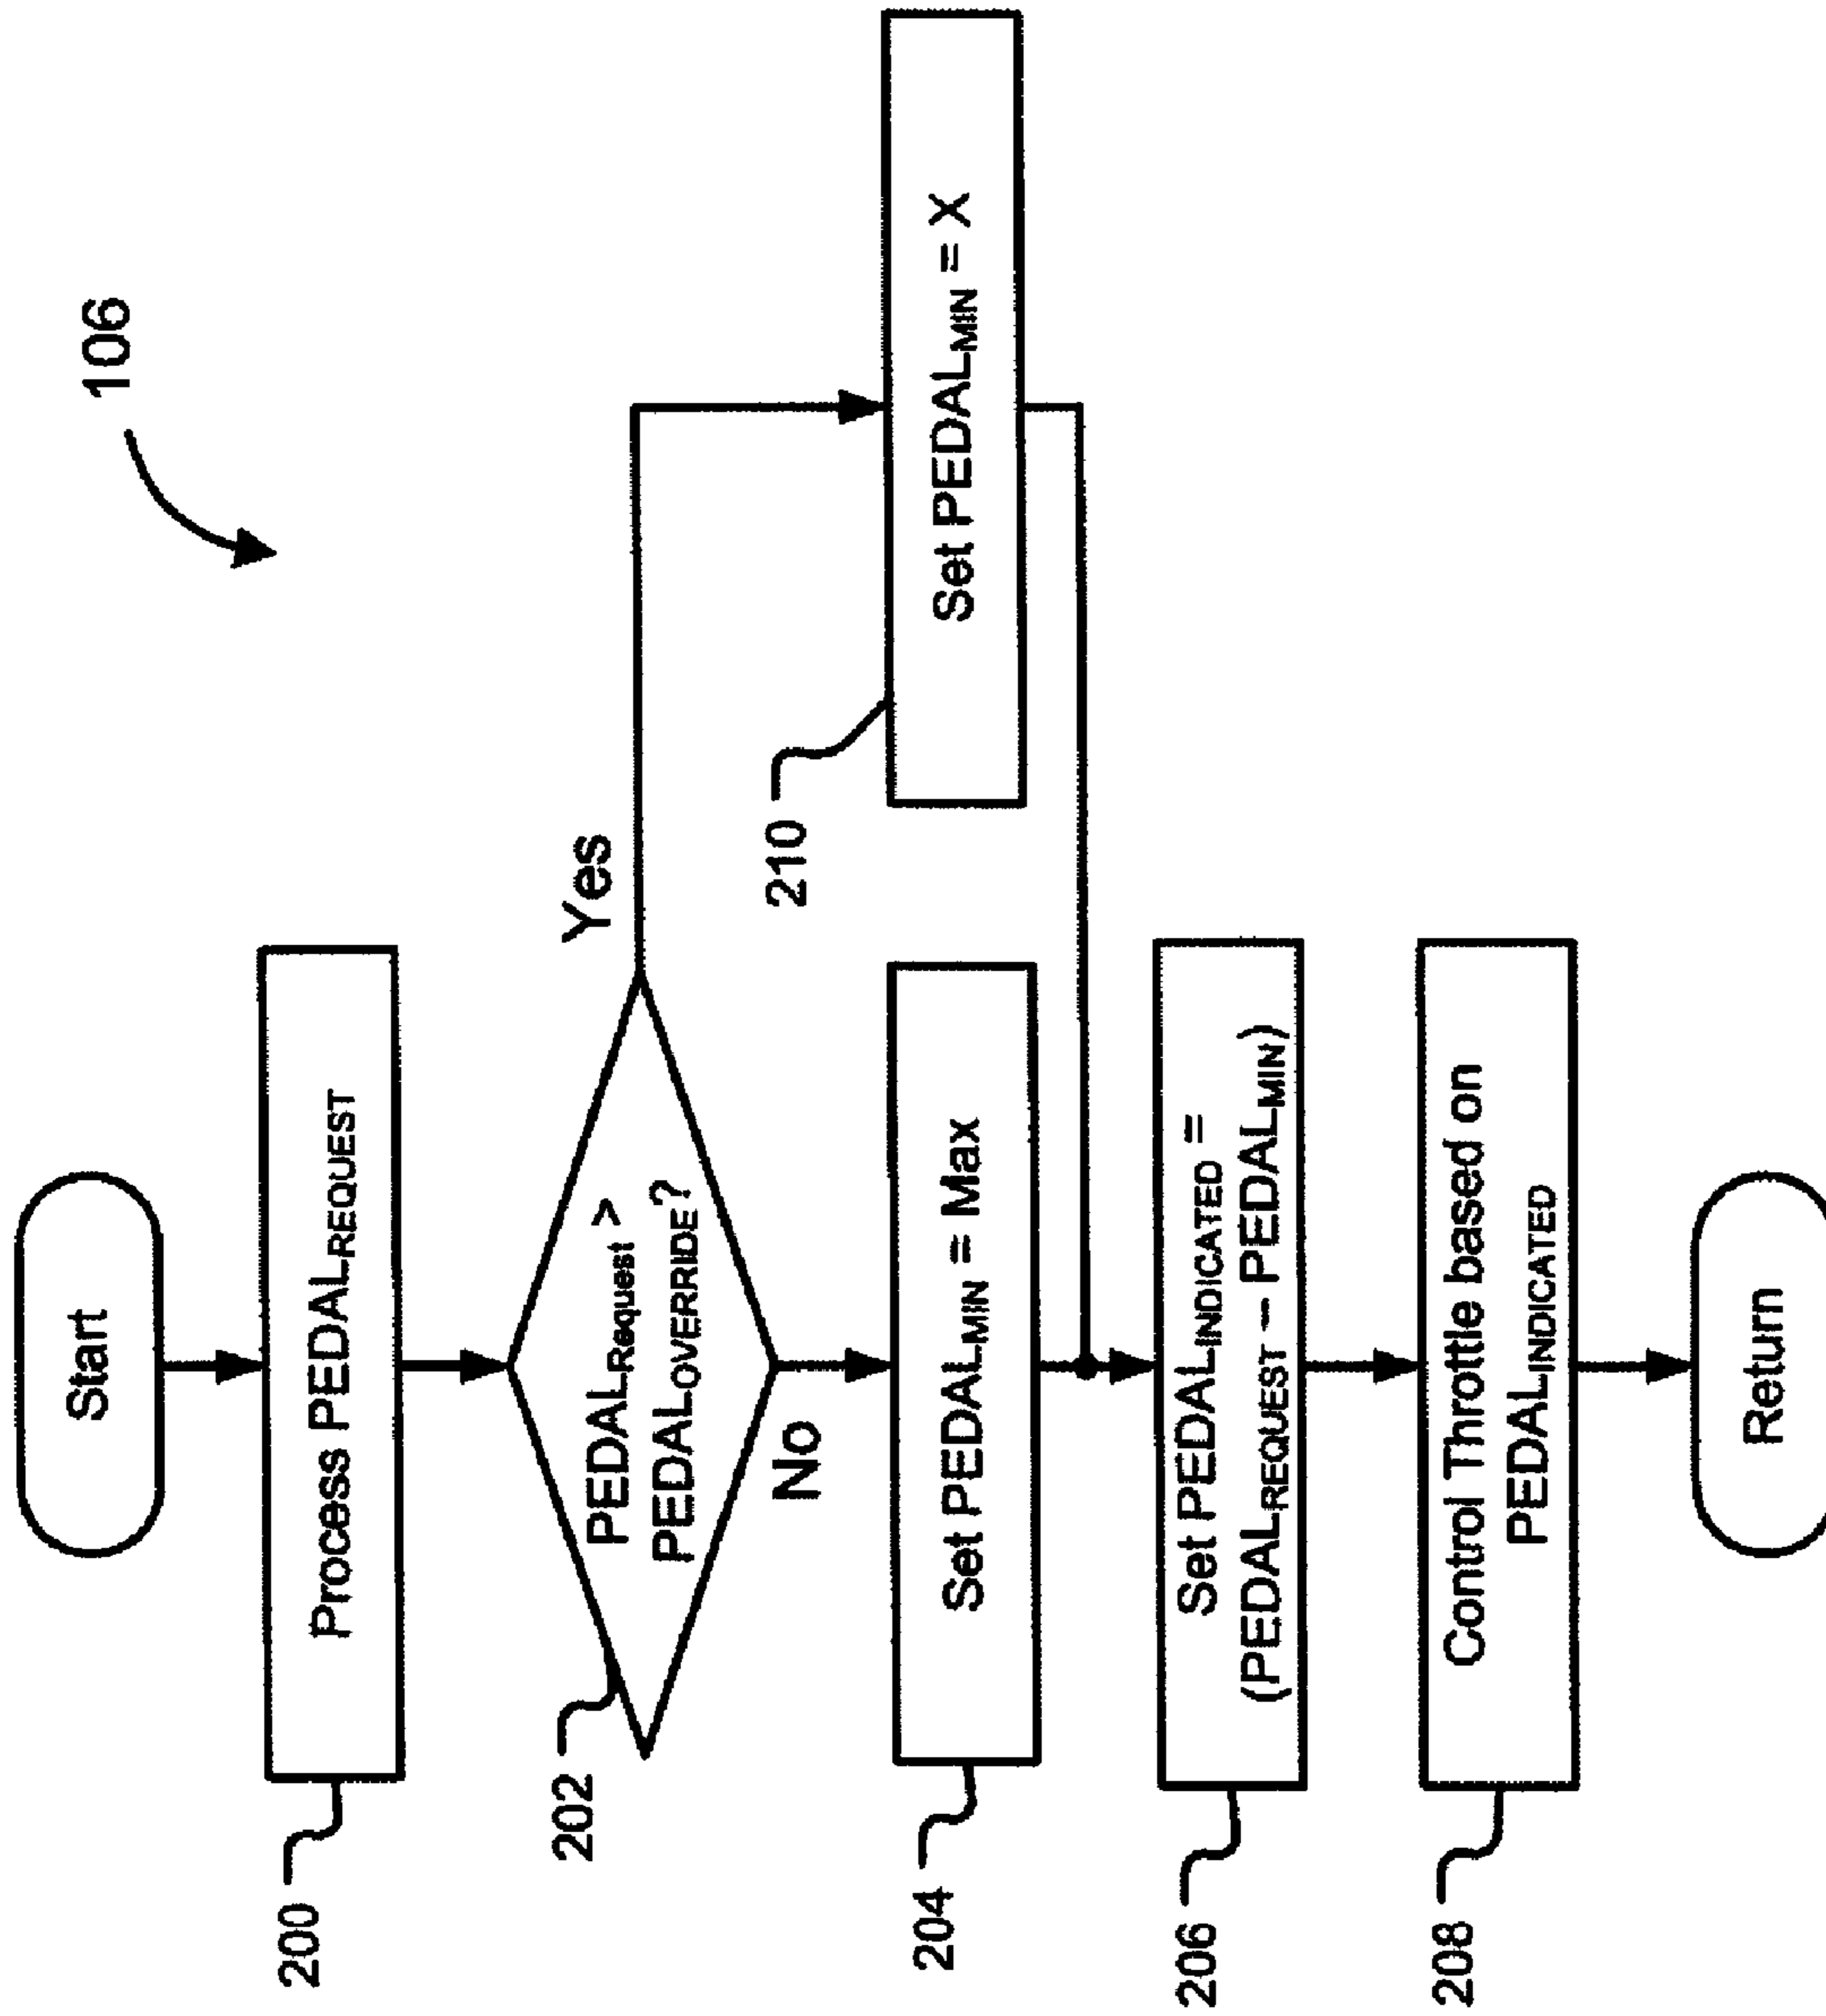 106
Start
200
Process PEDALREQUEST
202
PEDALRequest >
PEDALOVERRIDE?
Yes
No
204
Set PEDALMIN = Max
210
Set PEDALMIN = X
206
Set PEDALINDICATED =
(PEDALREQUEST – PEDALMIN)
208
Control Throttle based on
PEDALINDICATED
Return